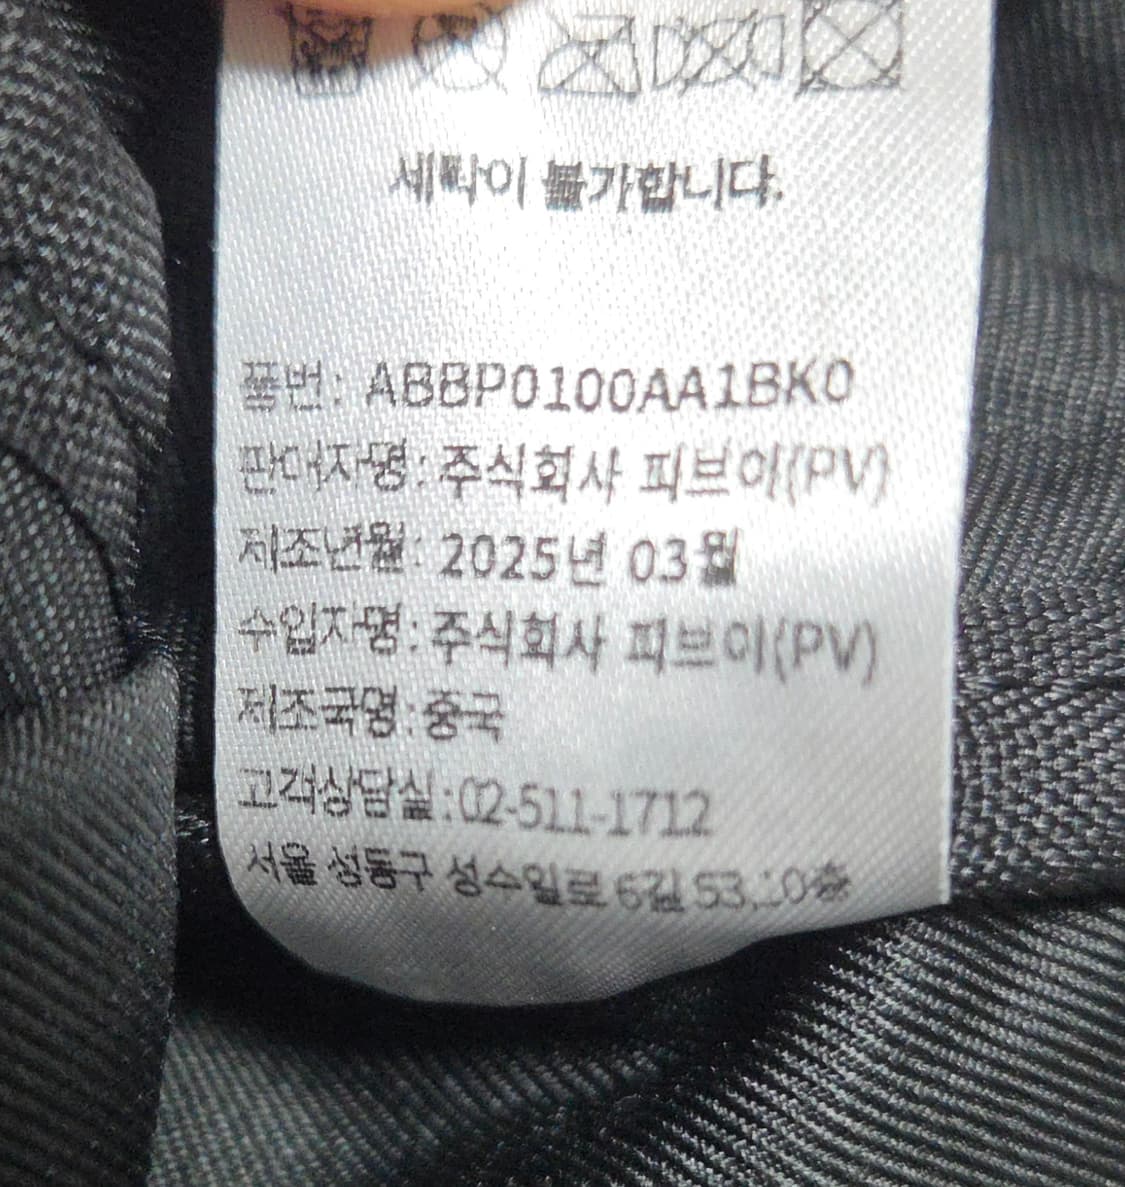 세탁이 불가합니다.
품번: ABBP0100AA1BK0
판매자명: 주식회사 피브이(PV)
제조년월: 2025년 03월
수입자명: 주식회사 피브이(PV)
제조국명: 중국
고객상담실:02-511-1712
서울 성동구 성수일로6길 53, 10층